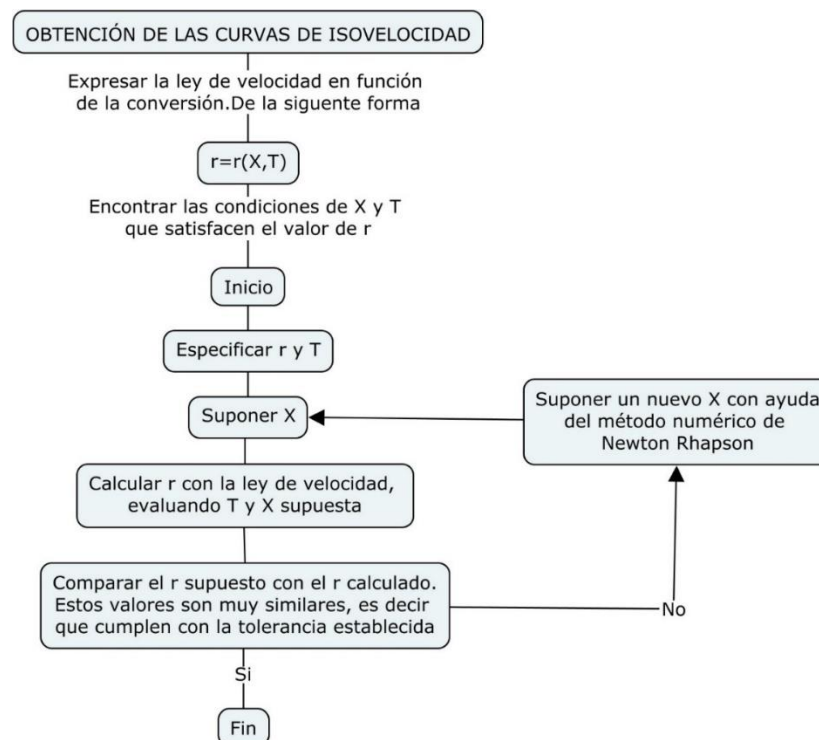 OBTENCIÓN DE LAS CURVAS DE ISOVELOCIDAD
Expresar la ley de velocidad en función
de la conversión.De la siguente forma
r=r(X,T)
Encontrar las condiciones de X y T
que satisfacen el valor de r
Inicio
Especificar r y T
Suponer X
Suponer un nuevo X con ayuda
del método numérico de
Newton Rhapson
Calcular r con la ley de velocidad,
evaluando T y X supuesta
Comparar el r supuesto con el r calculado.
Estos valores son muy similares, es decir
que cumplen con la tolerancia establecida
No
Si
Fin